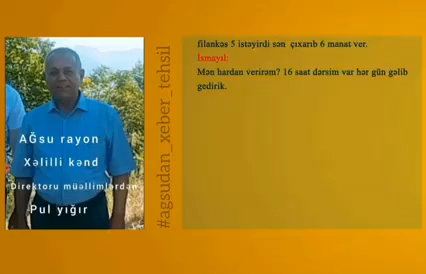 filankəs 5 istəyirdi sən çıxarıb 6 manat ver.
İsmayıl:
Mən hardan verirəm? 16 saat dərsim var hər gün gəlib
gedirik.
AĞsu rayon
Xəlilli kənd
Direktoru müəllimlərdən
Pul yığır
#agsudan_xeber_tehsil